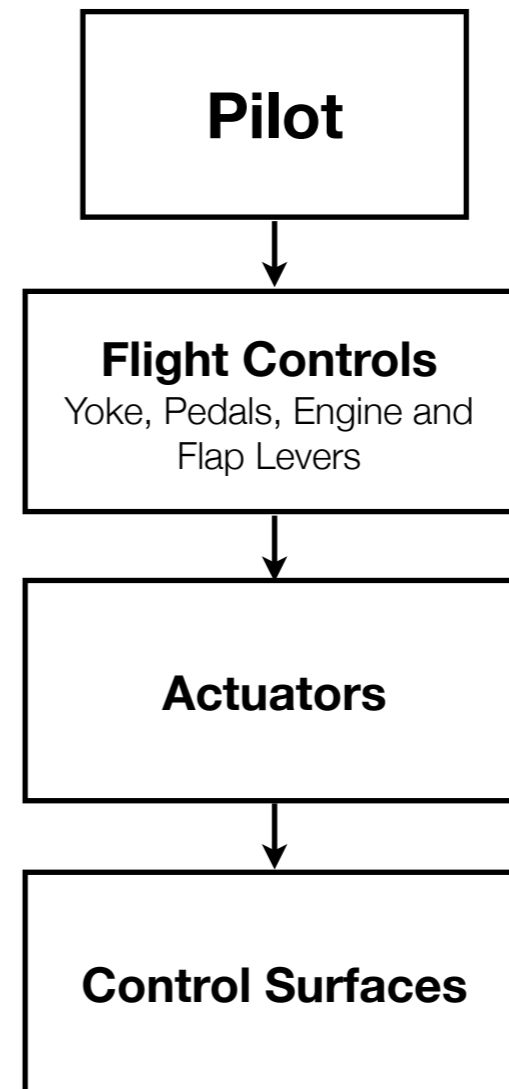 Pilot
Flight Controls
Yoke, Pedals, Engine and
Flap Levers
Actuators
Control Surfaces